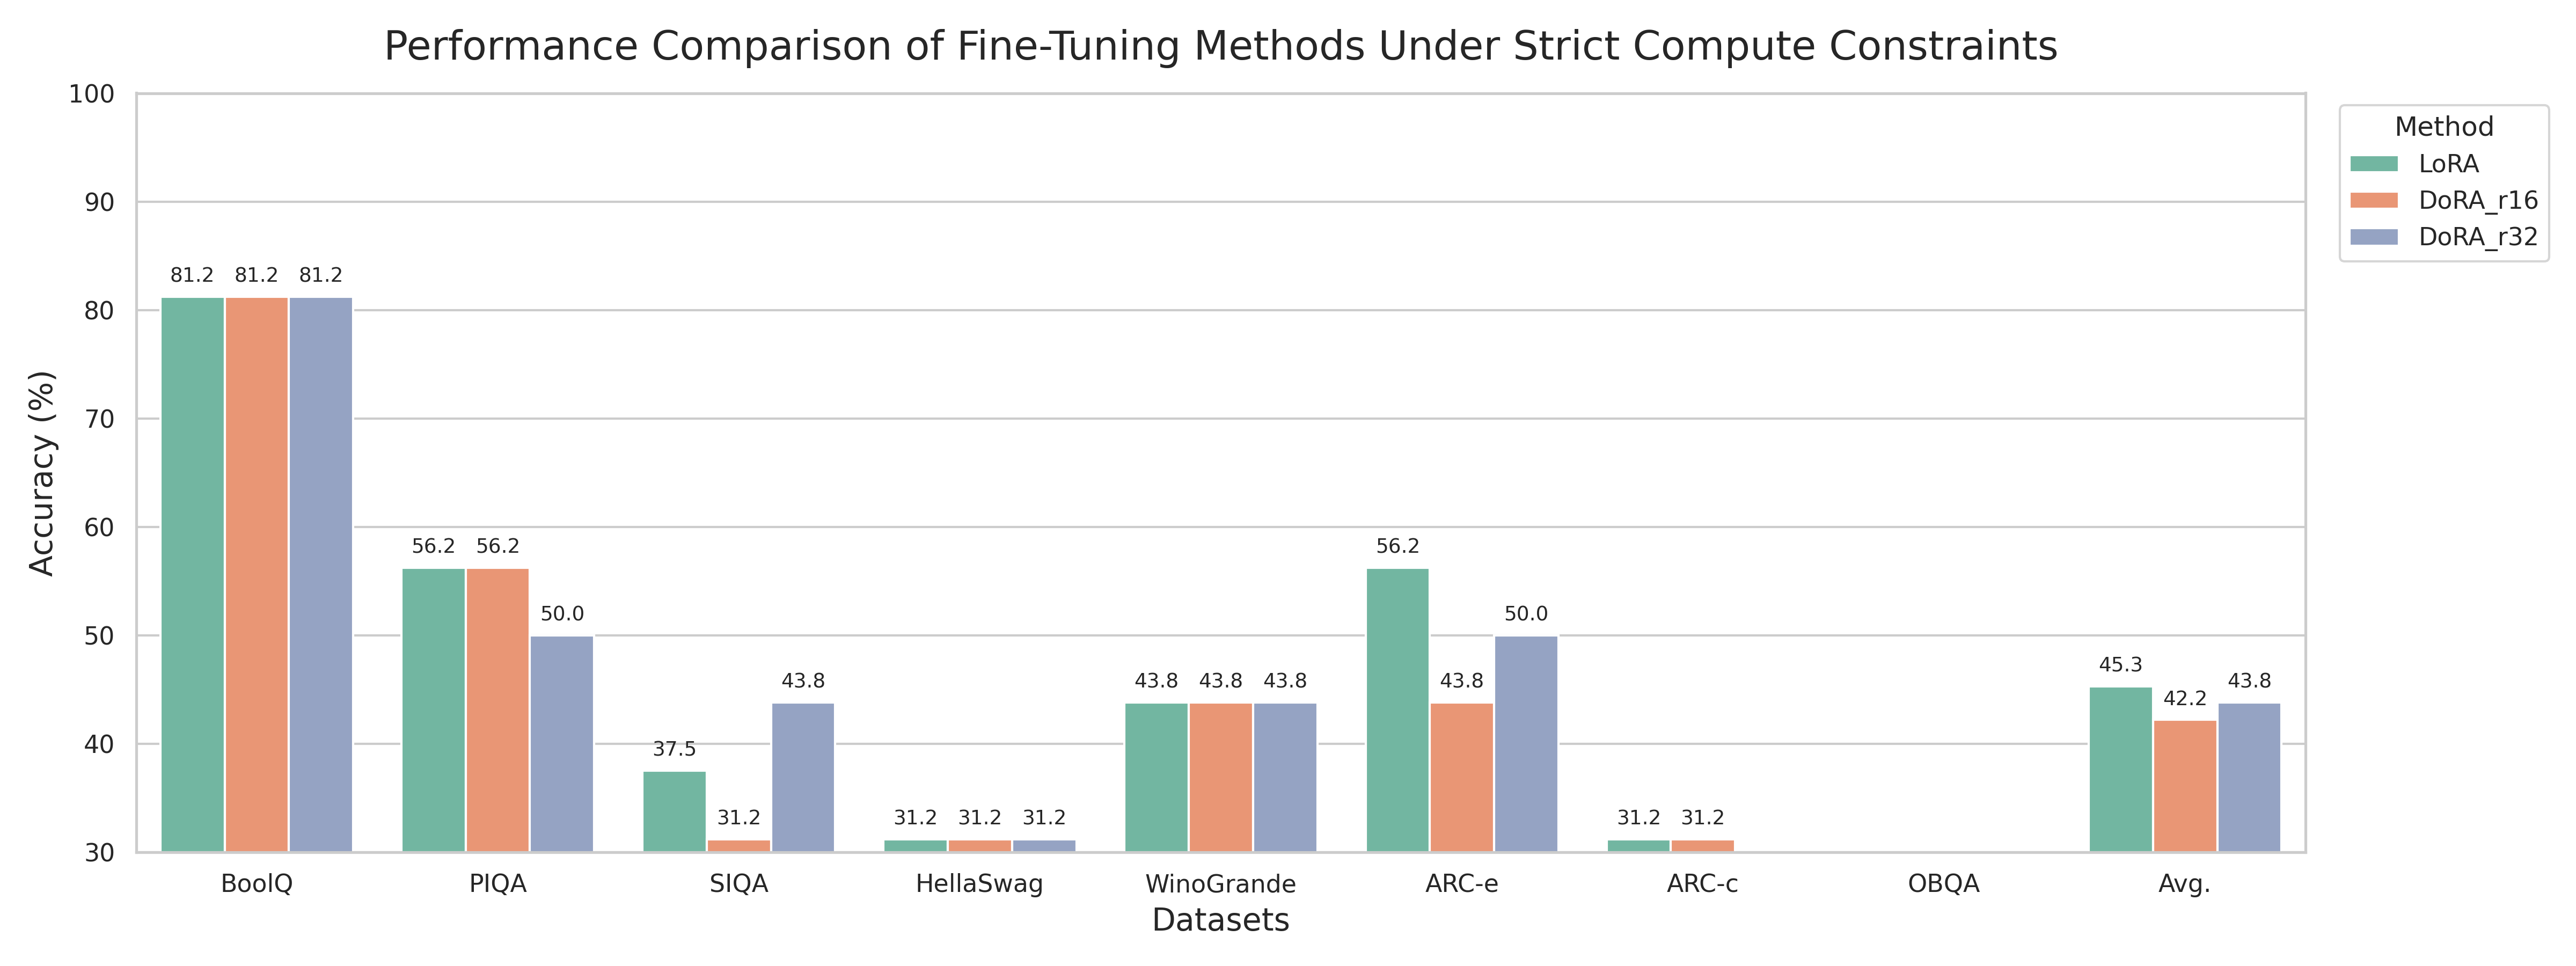 Performance Comparison of Fine-Tuning Methods Under Strict Compute Constraints
Accuracy (%)
100
90
80
70
60
50
40
30
81.2 81.2 81.2
56.2 56.2 50.0
37.5 31.2 43.8
31.2 31.2 31.2
43.8 43.8 43.8
56.2 43.8 50.0
31.2 31.2
45.3 42.2 43.8
BoolQ PIQA SIQA HellaSwag WinoGrande ARC-e ARC-c OBQA Avg.
Datasets
Method
LoRA
DoRA_r16
DoRA_r32